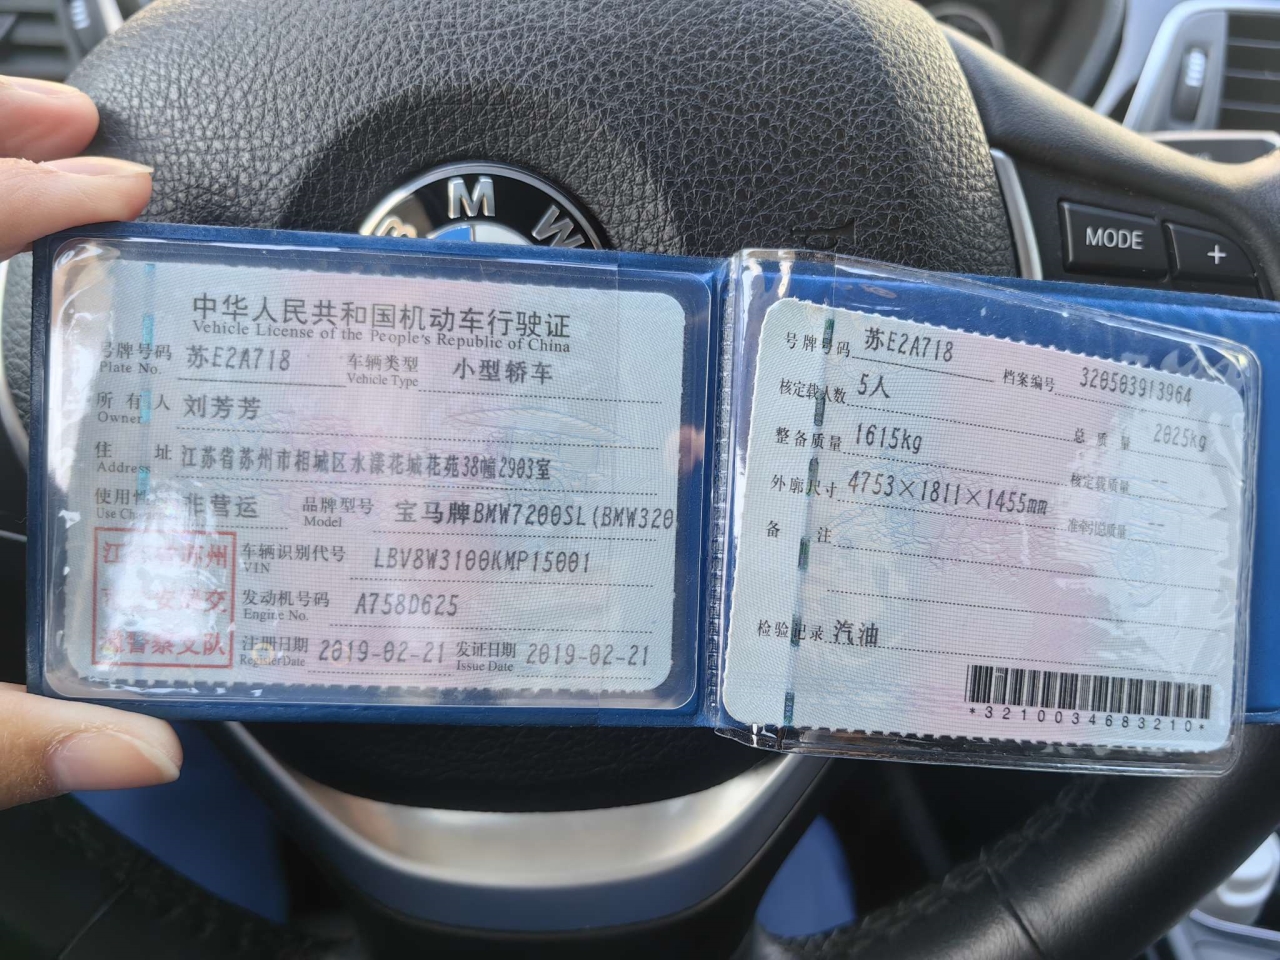 BMW
MODE
+
中华人民共和国机动车行驶证
Vehicle License of the People's Republic of China
号牌号码 苏E2A718 车辆类型 小型轿车
Plate No. Vehicle Type
所有人 刘芳芳
Owner
住址 江苏省苏州市相城区水漾花城花苑38幢2903室
Address
使用性 非营运 品牌型号 宝马牌BMW7200SL(BMW320
Use Ch Model
车辆识别代号 LBV8W3100KMP15001
VIN
发动机号码 A758D625
Engine No.
注册日期 2019-02-21 发证日期 2019-02-21
Register Date Issue Date
江 苏州
安 交
警察支队
号牌号码 苏E2A718 档案编号 320503913964
核定载人数 5人 总质量 2025kg
整备质量 1615kg 核定载质量 --
外廓尺寸 4753×1811×1455mm 准牵引总质量 --
备注
检验记录 汽油
*3210034683210*